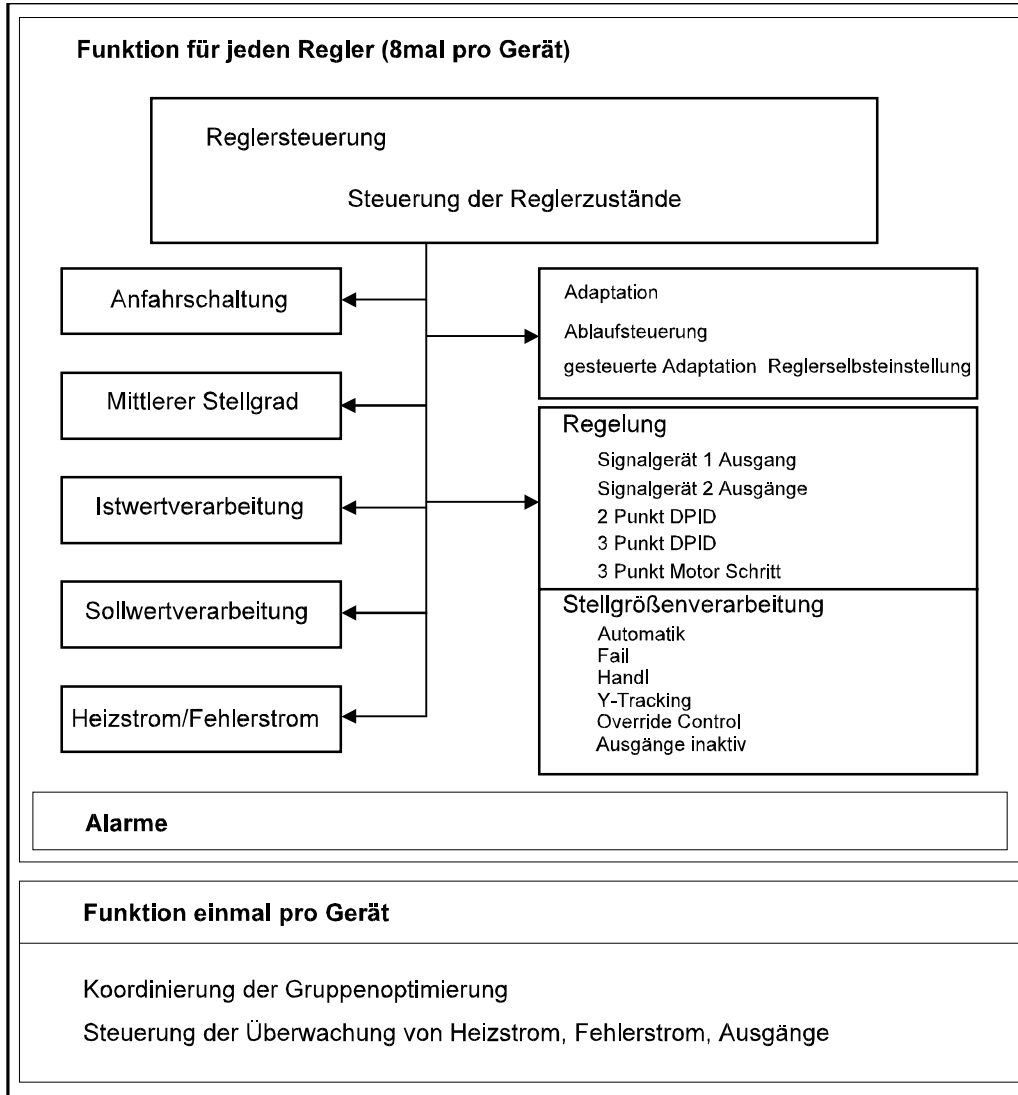 Funktion für jeden Regler (8mal pro Gerät)
Reglersteuerung
Steuerung der Reglerzustände
Anfahrschaltung
Mittlerer Stellgrad
Istwertverarbeitung
Sollwertverarbeitung
Heizstrom/Fehlerstrom
Adaptation
Ablaufsteuerung
gesteuerte Adaptation Reglerselbsteinstellung
Regelung
Signalgerät 1 Ausgang
Signalgerät 2 Ausgänge
2 Punkt DPID
3 Punkt DPID
3 Punkt Motor Schritt
Stellgrößenverarbeitung
Automatik
Fail
Handl
Y-Tracking
Override Control
Ausgänge inaktiv
Alarme
Funktion einmal pro Gerät
Koordinierung der Gruppenoptimierung
Steuerung der Überwachung von Heizstrom, Fehlerstrom, Ausgänge